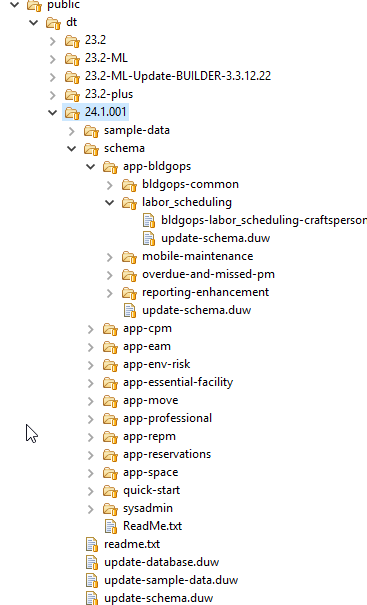 public
dt
23.2
23.2-ML
23.2-ML-Update-BUILDER-3.3.12.22
23.2-plus
24.1.001
sample-data
schema
app-bldgops
bldgops-common
labor_scheduling
bldgops-labor_scheduling-craftsperson
update-schema.duw
mobile-maintenance
overdue-and-missed-pm
reporting-enhancement
update-schema.duw
app-cpm
app-eam
app-env-risk
app-essential-facility
app-move
app-professional
app-repm
app-reservations
app-space
quick-start
sysadmin
ReadMe.txt
readme.txt
update-database.duw
update-sample-data.duw
update-schema.duw